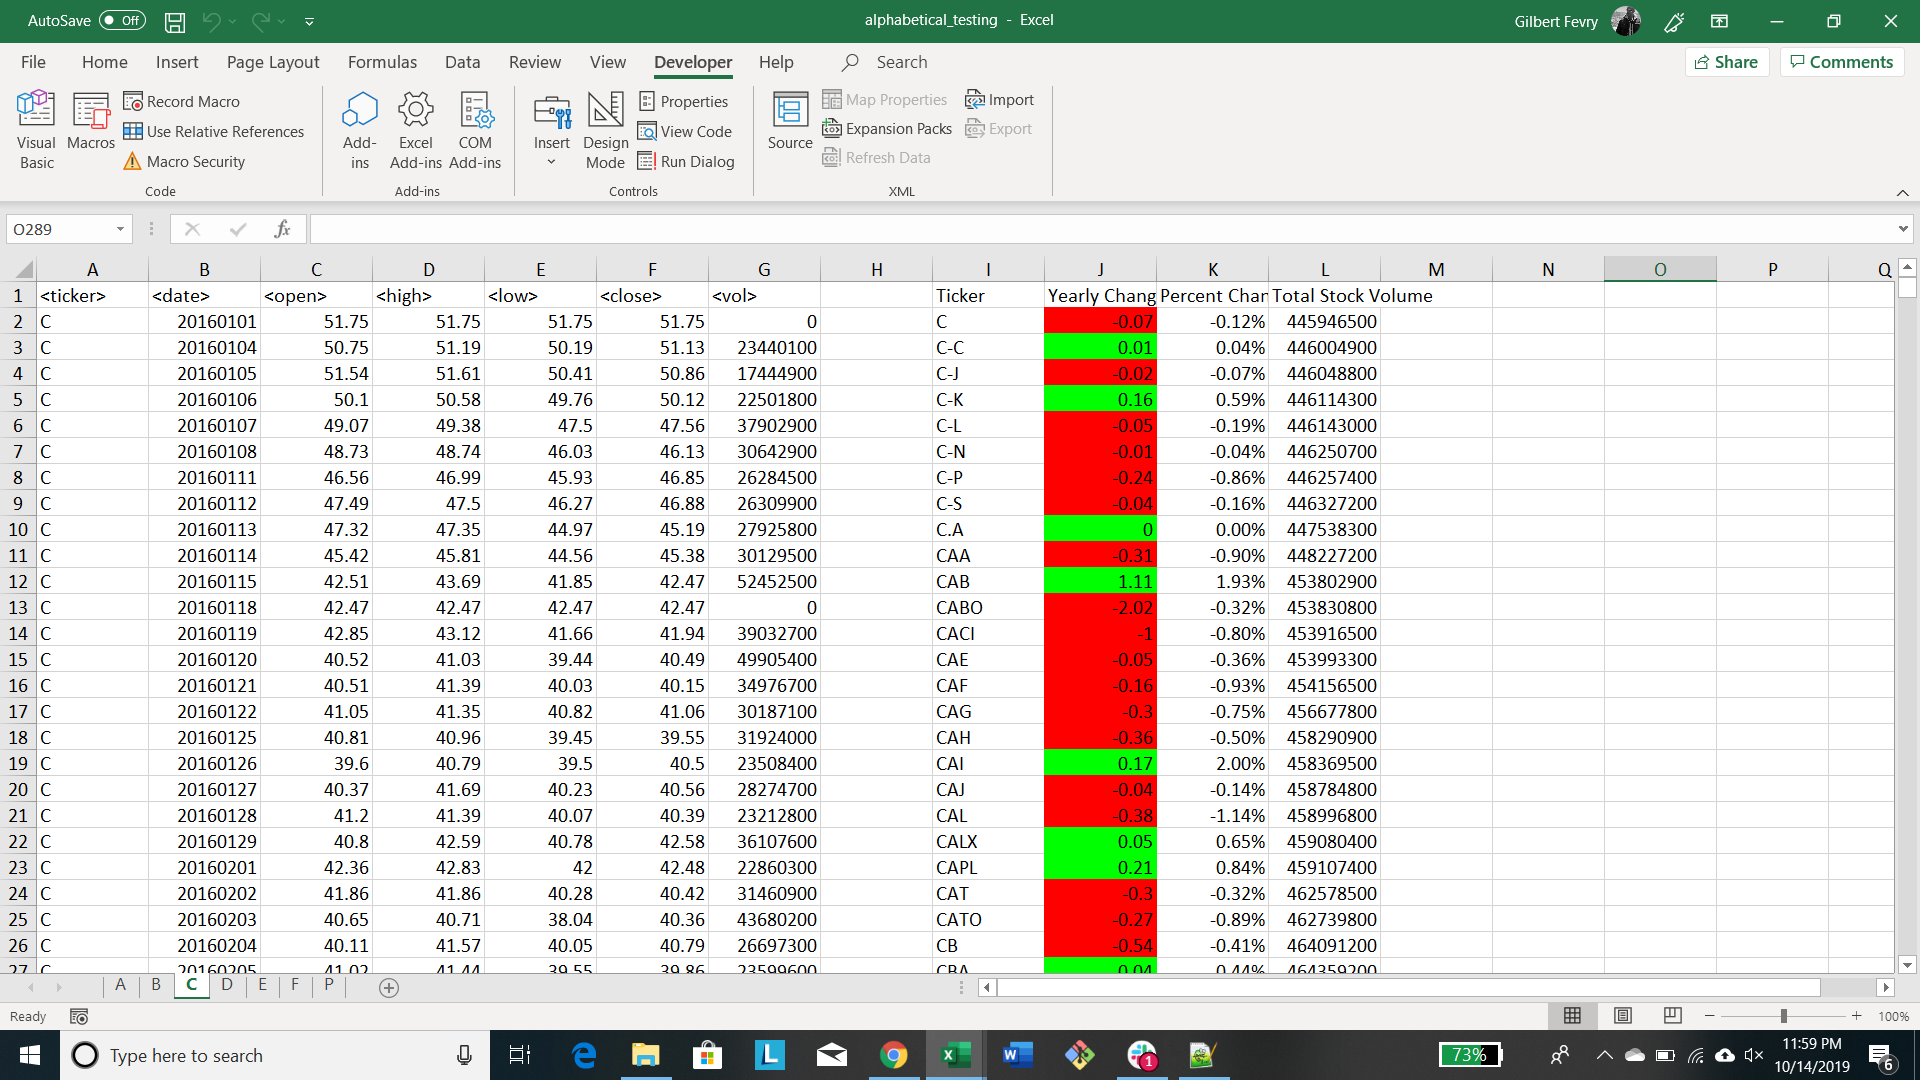 AutoSave Off alphabetical_testing - Excel Gilbert Fevry
File Home Insert Page Layout Formulas Data Review View Developer Help Search Share Comments
Visual Basic Macros Record Macro Use Relative References Macro Security Code
Add-ins Excel Add-ins COM Add-ins Add-ins
Insert Design Mode Properties View Code Run Dialog Controls
Source Map Properties Expansion Packs Refresh Data Import Export XML
O289 fx
A B C D E F G H I J K L M N O P Q
1 <ticker> <date> <open> <high> <low> <close> <vol> Ticker Yearly Chang Percent Chan Total Stock Volume
2 C 20160101 51.75 51.75 51.75 51.75 0 C -0.07 -0.12% 445946500
3 C 20160104 50.75 51.19 50.19 51.13 23440100 C-C 0.01 0.04% 446004900
4 C 20160105 51.54 51.61 50.41 50.86 17444900 C-J -0.02 -0.07% 446048800
5 C 20160106 50.1 50.58 49.76 50.12 22501800 C-K 0.16 0.59% 446114300
6 C 20160107 49.07 49.38 47.5 47.56 37902900 C-L -0.05 -0.19% 446143000
7 C 20160108 48.73 48.74 46.03 46.13 30642900 C-N -0.01 -0.04% 446250700
8 C 20160111 46.56 46.99 45.93 46.85 26284500 C-P -0.24 -0.86% 446257400
9 C 20160112 47.49 47.5 46.27 46.88 26309900 C-S -0.04 -0.16% 446327200
10 C 20160113 47.32 47.35 44.97 45.19 27925800 C.A 0 0.00% 447538300
11 C 20160114 45.42 45.81 44.56 45.38 30129500 CAA -0.31 -0.90% 448227200
12 C 20160115 42.51 43.69 41.85 42.47 52452500 CAB 1.11 1.93% 453802900
13 C 20160118 42.47 42.47 42.47 42.47 0 CABO -2.02 -0.32% 453830800
14 C 20160119 42.85 43.12 41.66 41.94 39032700 CACI -1 -0.80% 453916500
15 C 20160120 40.52 41.03 39.44 40.49 49905400 CAE -0.05 -0.36% 453993300
16 C 20160121 40.51 41.39 40.03 40.15 34976700 CAF -0.16 -0.93% 454156500
17 C 20160122 41.05 41.35 40.82 41.06 30187100 CAG -0.3 -0.75% 456677800
18 C 20160125 40.81 40.96 39.45 39.55 31924000 CAH -0.36 -0.50% 458290900
19 C 20160126 39.6 40.79 39.5 40.5 23508400 CAI 0.17 2.00% 458369500
20 C 20160127 40.37 41.69 40.23 40.56 28274700 CAJ -0.04 -0.14% 458784800
21 C 20160128 41.2 41.39 40.07 40.39 23212800 CAL -0.38 -1.14% 458996800
22 C 20160129 40.8 42.59 40.78 42.58 36107600 CALX 0.05 0.65% 459080400
23 C 20160201 42.36 42.83 42 42.48 22860300 CAPL 0.21 0.84% 459107400
24 C 20160202 41.86 41.86 40.28 40.42 31460900 CAT -0.3 -0.32% 462578500
25 C 20160203 40.65 40.71 38.04 40.36 43680200 CATO -0.27 -0.89% 462739800
26 C 20160204 40.11 41.57 40.05 40.79 26697300 CB -0.54 -0.41% 464091200
27 C 20160205 41.02 41.44 39.55 39.86 23599600 CBA 0.04 0.44% 464359200
A B C D E F P
Ready 100%
Type here to search 73% 11:59 PM
10/14/2019 6